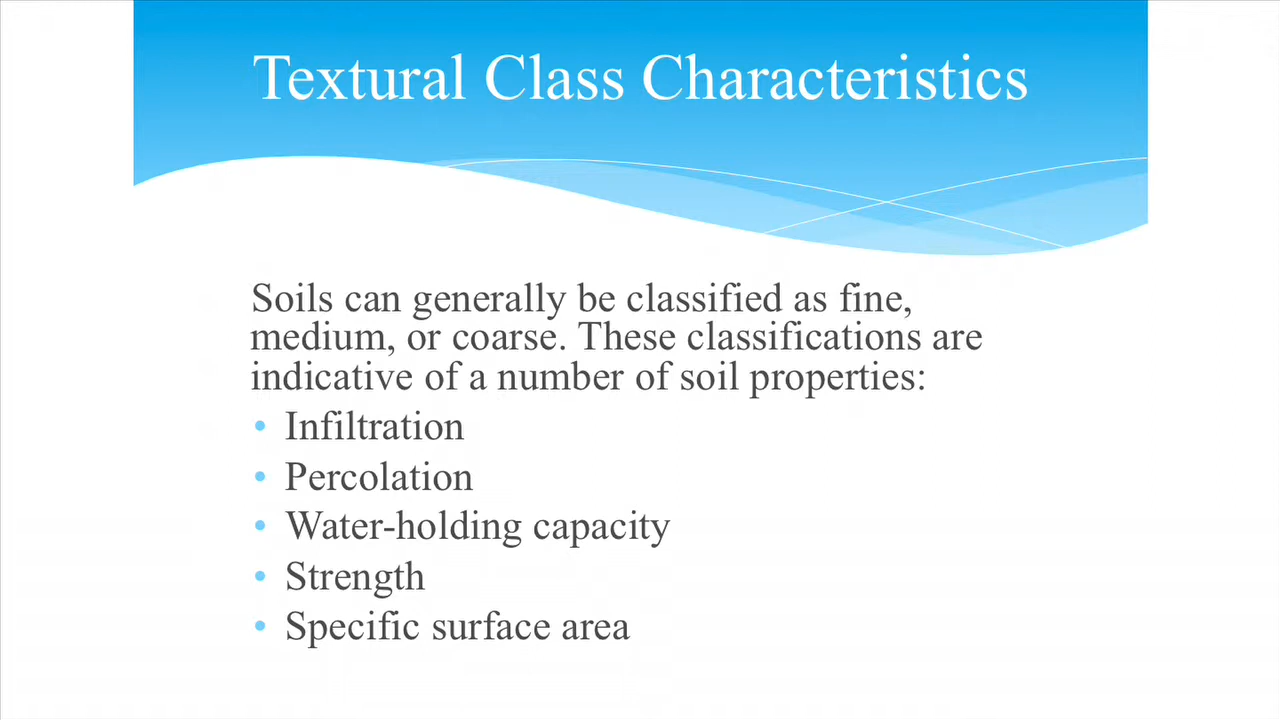 Textural Class Characteristics
Soils can generally be classified as fine,
medium, or coarse. These classifications are
indicative of a number of soil properties:
• Infiltration
• Percolation
• Water-holding capacity
• Strength
• Specific surface area